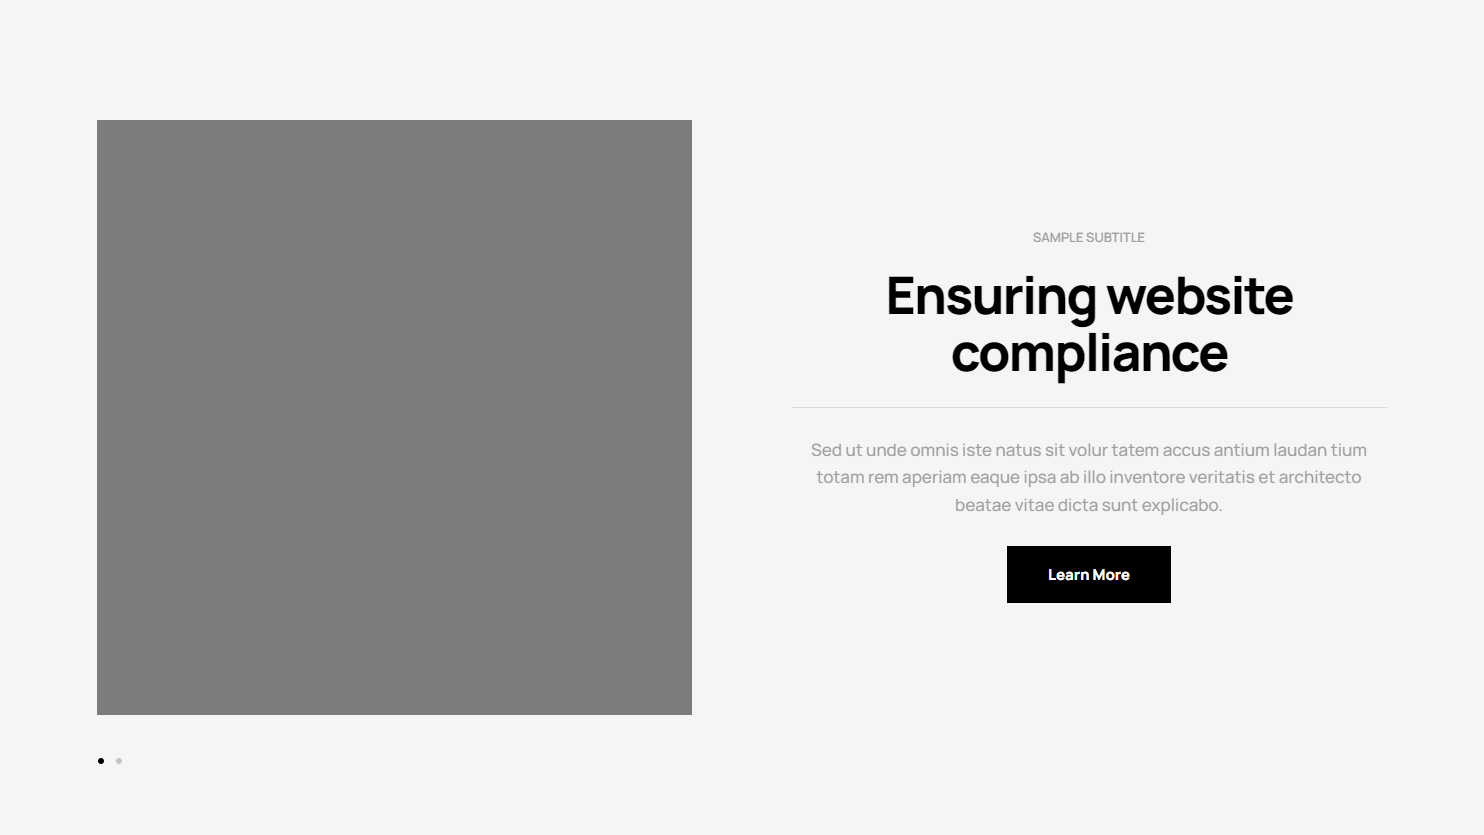 SAMPLE SUBTITLE
Ensuring website
compliance
Sed ut unde omnis iste natus sit volur tatem accus antium laudan tium
totam rem aperiam eaque ipsa ab illo inventore veritatis et architecto
beatae vitae dicta sunt explicabo.
Learn More